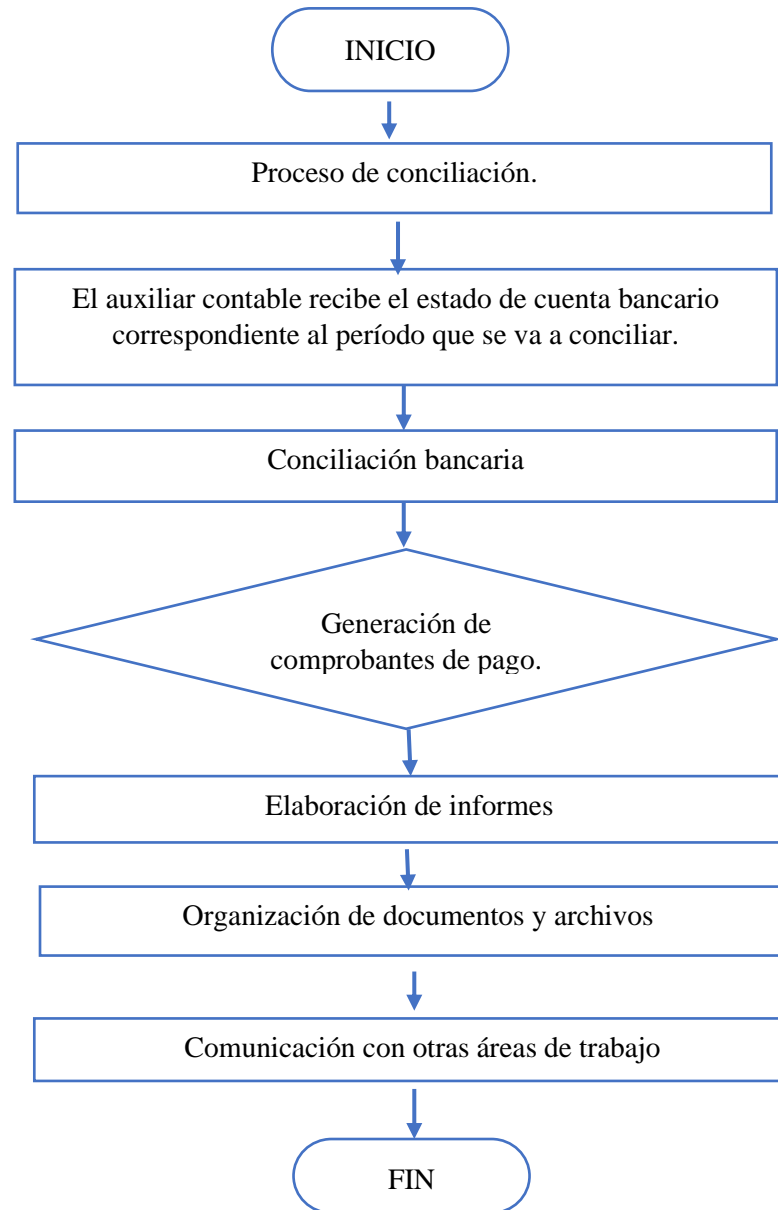 INICIO
Proceso de conciliación.
El auxiliar contable recibe el estado de cuenta bancario
correspondiente al período que se va a conciliar.
Conciliación bancaria
Generación de
comprobantes de pago.
Elaboración de informes
Organización de documentos y archivos
Comunicación con otras áreas de trabajo
FIN